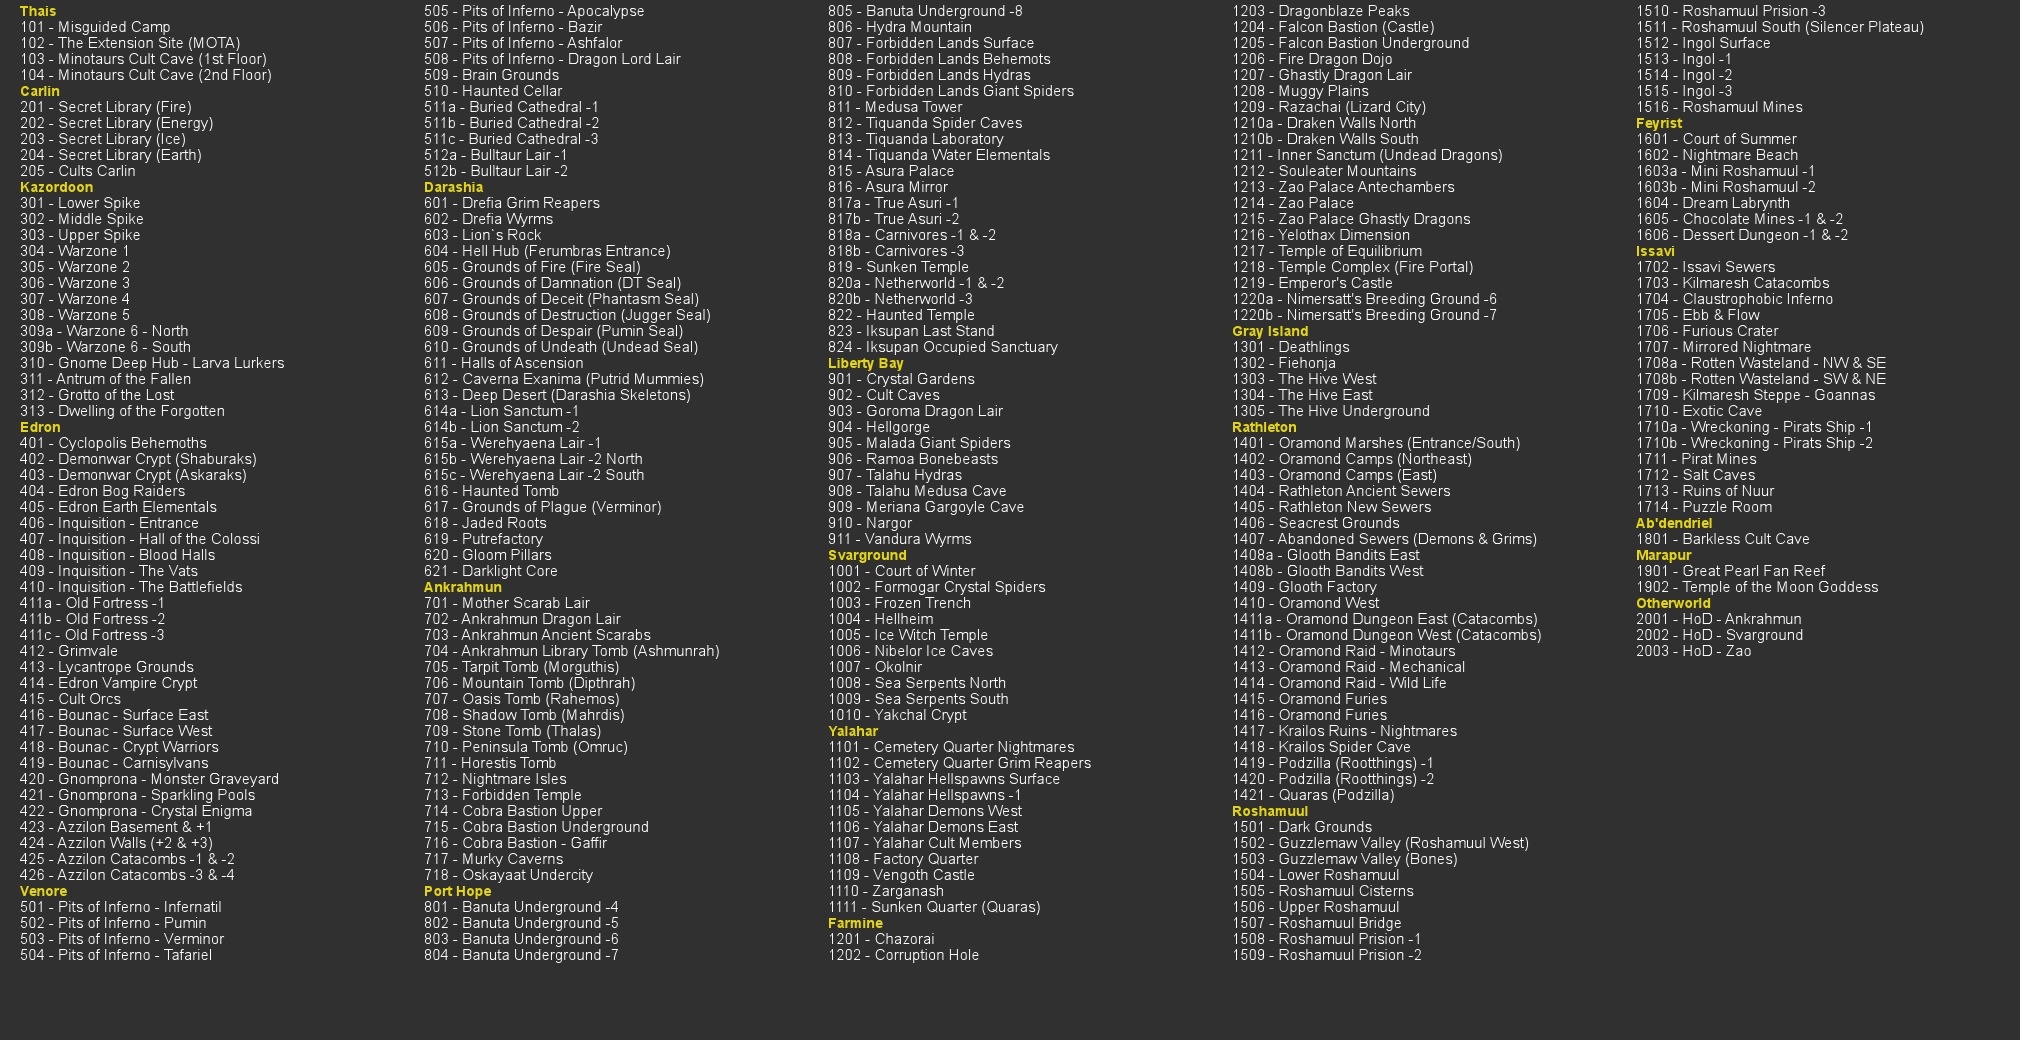 Thais
101 - Misguided Camp
102 - The Extension Site (MOTA)
103 - Minotaurs Cult Cave (1st Floor)
104 - Minotaurs Cult Cave (2nd Floor)
Carlin
201 - Secret Library (Fire)
202 - Secret Library (Energy)
203 - Secret Library (Ice)
204 - Secret Library (Earth)
205 - Cults Carlin
Kazordoon
301 - Lower Spike
302 - Middle Spike
303 - Upper Spike
304 - Warzone 1
305 - Warzone 2
306 - Warzone 3
307 - Warzone 4
308 - Warzone 5
309a - Warzone 6 - North
309b - Warzone 6 - South
310 - Gnome Deep Hub - Larva Lurkers
311 - Antrum of the Fallen
312 - Grotto of the Lost
313 - Dwelling of the Forgotten
Edron
401 - Cyclopolis Behemoths
402 - Demonwar Crypt (Shaburaks)
403 - Demonwar Crypt (Askaraks)
404 - Edron Bog Raiders
405 - Edron Earth Elementals
406 - Inquisition - Entrance
407 - Inquisition - Hall of the Colossi
408 - Inquisition - Blood Halls
409 - Inquisition - The Vats
410 - Inquisition - The Battlefields
411a - Old Fortress -1
411b - Old Fortress -2
411c - Old Fortress -3
412 - Grimvale
413 - Lycantrope Grounds
414 - Edron Vampire Crypt
415 - Cult Orcs
416 - Bounac - Surface East
417 - Bounac - Surface West
418 - Bounac - Crypt Warriors
419 - Bounac - Carnisylvans
420 - Gnomprona - Monster Graveyard
421 - Gnomprona - Sparkling Pools
422 - Gnomprona - Crystal Enigma
423 - Azzilon Basement & +1
424 - Azzilon Walls (+2 & +3)
425 - Azzilon Catacombs -1 & -2
426 - Azzilon Catacombs -3 & -4
Venore
501 - Pits of Inferno - Infernatil
502 - Pits of Inferno - Pumin
503 - Pits of Inferno - Verminor
504 - Pits of Inferno - Tafariel
505 - Pits of Inferno - Apocalypse
506 - Pits of Inferno - Bazir
507 - Pits of Inferno - Ashfalor
508 - Pits of Inferno - Dragon Lord Lair
509 - Brain Grounds
510 - Haunted Cellar
511a - Buried Cathedral -1
511b - Buried Cathedral -2
511c - Buried Cathedral -3
512a - Bulltaur Lair -1
512b - Bulltaur Lair -2
Darashia
601 - Drefia Grim Reapers
602 - Drefia Wyrms
603 - Lion`s Rock
604 - Hell Hub (Ferumbras Entrance)
605 - Grounds of Fire (Fire Seal)
606 - Grounds of Damnation (DT Seal)
607 - Grounds of Deceit (Phantasm Seal)
608 - Grounds of Destruction (Jugger Seal)
609 - Grounds of Despair (Pumin Seal)
610 - Grounds of Undeath (Undead Seal)
611 - Halls of Ascension
612 - Caverna Exanima (Putrid Mummies)
613 - Deep Desert (Darashia Skeletons)
614a - Lion Sanctum -1
614b - Lion Sanctum -2
615a - Werehyaena Lair -1
615b - Werehyaena Lair -2 North
615c - Werehyaena Lair -2 South
616 - Haunted Tomb
617 - Grounds of Plague (Verminor)
618 - Jaded Roots
619 - Putrefactory
620 - Gloom Pillars
621 - Darklight Core
Ankrahmun
701 - Mother Scarab Lair
702 - Ankrahmun Dragon Lair
703 - Ankrahmun Ancient Scarabs
704 - Ankrahmun Library Tomb (Ashmunrah)
705 - Tarpit Tomb (Morguthis)
706 - Mountain Tomb (Dipthrah)
707 - Oasis Tomb (Rahemos)
708 - Shadow Tomb (Mahrdis)
709 - Stone Tomb (Thalas)
710 - Peninsula Tomb (Omruc)
711 - Horestis Tomb
712 - Nightmare Isles
713 - Forbidden Temple
714 - Cobra Bastion Upper
715 - Cobra Bastion Underground
716 - Cobra Bastion - Gaffir
717 - Murky Caverns
718 - Oskayaat Undercity
Port Hope
801 - Banuta Underground -4
802 - Banuta Underground -5
803 - Banuta Underground -6
804 - Banuta Underground -7
805 - Banuta Underground -8
806 - Hydra Mountain
807 - Forbidden Lands Surface
808 - Forbidden Lands Behemots
809 - Forbidden Lands Hydras
810 - Forbidden Lands Giant Spiders
811 - Medusa Tower
812 - Tiquanda Spider Caves
813 - Tiquanda Laboratory
814 - Tiquanda Water Elementals
815 - Asura Palace
816 - Asura Mirror
817a - True Asuri -1
817b - True Asuri -2
818a - Carnivores -1 & -2
818b - Carnivores -3
819 - Sunken Temple
820a - Netherworld -1 & -2
820b - Netherworld -3
822 - Haunted Temple
823 - Iksupan Last Stand
824 - Iksupan Occupied Sanctuary
Liberty Bay
901 - Crystal Gardens
902 - Cult Caves
903 - Goroma Dragon Lair
904 - Hellgorge
905 - Malada Giant Spiders
906 - Ramoa Bonebeasts
907 - Talahu Hydras
908 - Talahu Medusa Cave
909 - Meriana Gargoyle Cave
910 - Nargor
911 - Vandura Wyrms
Svarground
1001 - Court of Winter
1002 - Formogar Crystal Spiders
1003 - Frozen Trench
1004 - Hellheim
1005 - Ice Witch Temple
1006 - Nibelor Ice Caves
1007 - Okolnir
1008 - Sea Serpents North
1009 - Sea Serpents South
1010 - Yakchal Crypt
Yalahar
1101 - Cemetery Quarter Nightmares
1102 - Cemetery Quarter Grim Reapers
1103 - Yalahar Hellspawns Surface
1104 - Yalahar Hellspawns -1
1105 - Yalahar Demons West
1106 - Yalahar Demons East
1107 - Yalahar Cult Members
1108 - Factory Quarter
1109 - Vengoth Castle
1110 - Zarganash
1111 - Sunken Quarter (Quaras)
Farmine
1201 - Chazorai
1202 - Corruption Hole
1203 - Dragonblaze Peaks
1204 - Falcon Bastion (Castle)
1205 - Falcon Bastion Underground
1206 - Fire Dragon Dojo
1207 - Ghastly Dragon Lair
1208 - Muggy Plains
1209 - Razachai (Lizard City)
1210a - Draken Walls North
1210b - Draken Walls South
1211 - Inner Sanctum (Undead Dragons)
1212 - Souleater Mountains
1213 - Zao Palace Antechambers
1214 - Zao Palace
1215 - Zao Palace Ghastly Dragons
1216 - Yelothax Dimension
1217 - Temple of Equilibrium
1218 - Temple Complex (Fire Portal)
1219 - Emperor's Castle
1220a - Nimersatt's Breeding Ground -6
1220b - Nimersatt's Breeding Ground -7
Gray Island
1301 - Deathlings
1302 - Fiehonja
1303 - The Hive West
1304 - The Hive East
1305 - The Hive Underground
Rathleton
1401 - Oramond Marshes (Entrance/South)
1402 - Oramond Camps (Northeast)
1403 - Oramond Camps (East)
1404 - Rathleton Ancient Sewers
1405 - Rathleton New Sewers
1406 - Seacrest Grounds
1407 - Abandoned Sewers (Demons & Grims)
1408a - Glooth Bandits East
1408b - Glooth Bandits West
1409 - Glooth Factory
1410 - Oramond West
1411a - Oramond Dungeon East (Catacombs)
1411b - Oramond Dungeon West (Catacombs)
1412 - Oramond Raid - Minotaurs
1413 - Oramond Raid - Mechanical
1414 - Oramond Raid - Wild Life
1415 - Oramond Furies
1416 - Oramond Furies
1417 - Krailos Ruins - Nightmares
1418 - Krailos Spider Cave
1419 - Podzilla (Rootthings) -1
1420 - Podzilla (Rootthings) -2
1421 - Quaras (Podzilla)
Roshamuul
1501 - Dark Grounds
1502 - Guzzlemaw Valley (Roshamuul West)
1503 - Guzzlemaw Valley (Bones)
1504 - Lower Roshamuul
1505 - Roshamuul Cisterns
1506 - Upper Roshamuul
1507 - Roshamuul Bridge
1508 - Roshamuul Prision -1
1509 - Roshamuul Prision -2
1510 - Roshamuul Prision -3
1511 - Roshamuul South (Silencer Plateau)
1512 - Ingol Surface
1513 - Ingol -1
1514 - Ingol -2
1515 - Ingol -3
1516 - Roshamuul Mines
Feyrist
1601 - Court of Summer
1602 - Nightmare Beach
1603a - Mini Roshamuul -1
1603b - Mini Roshamuul -2
1604 - Dream Labrynth
1605 - Chocolate Mines -1 & -2
1606 - Dessert Dungeon -1 & -2
Issavi
1702 - Issavi Sewers
1703 - Kilmaresh Catacombs
1704 - Claustrophobic Inferno
1705 - Ebb & Flow
1706 - Furious Crater
1707 - Mirrored Nightmare
1708a - Rotten Wasteland - NW & SE
1708b - Rotten Wasteland - SW & NE
1709 - Kilmaresh Steppe - Goannas
1710 - Exotic Cave
1710a - Wreckoning - Pirats Ship -1
1710b - Wreckoning - Pirats Ship -2
1711 - Pirat Mines
1712 - Salt Caves
1713 - Ruins of Nuur
1714 - Puzzle Room
Ab'dendriel
1801 - Barkless Cult Cave
Marapur
1901 - Great Pearl Fan Reef
1902 - Temple of the Moon Goddess
Otherworld
2001 - HoD - Ankrahmun
2002 - HoD - Svarground
2003 - HoD - Zao